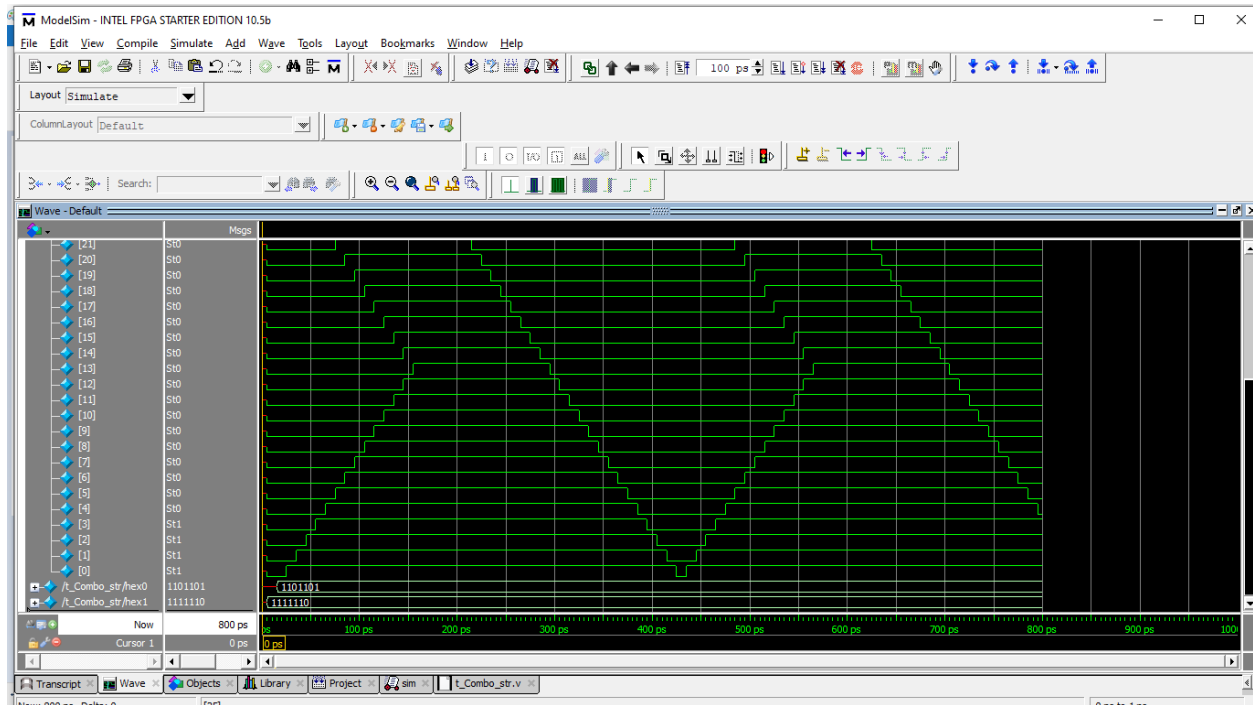 ModelSim - INTEL FPGA STARTER EDITION 10.5b
File Edit View Compile Simulate Add Wave Tools Layout Bookmarks Window Help
100 ps
Layout Simulate
ColumnLayout Default
Search:
Wave - Default
Msgs
[21] St0
[20] St0
[19] St0
[18] St0
[17] St0
[16] St0
[15] St0
[14] St0
[13] St0
[12] St0
[11] St0
[10] St0
[9] St0
[8] St0
[7] St0
[6] St0
[5] St0
[4] St0
[3] St1
[2] St1
[1] St1
[0] St1
/t_Combo_str/hex0 1101101 1101101
/t_Combo_str/hex1 1111110 1111110
Now 800 ps ps 100 ps 200 ps 300 ps 400 ps 500 ps 600 ps 700 ps 800 ps 900 ps 100
Cursor 1 0 ps 0 ps
Transcript Wave Objects Library Project sim t_Combo_str.v